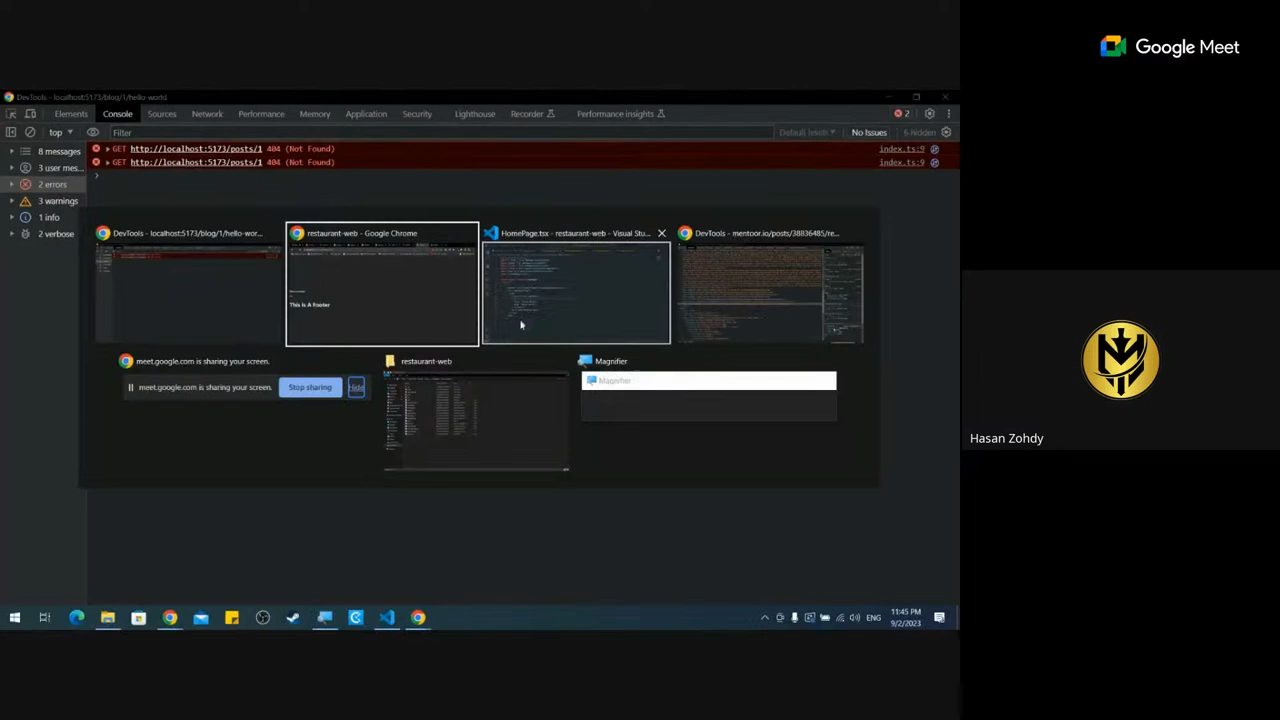 Google Meet
DevTools - localhost:5173/blog/1/hello-world
Elements Console Sources Network Performance Memory Application Security Lighthouse Recorder Performance insights 2
top Filter Default levels No Issues 6 Hidden
8 messages
GET http://localhost:5173/posts/1 404 (Not Found) index.ts:9
3 user mes...
GET http://localhost:5173/posts/1 404 (Not Found) index.ts:9
2 errors
3 warnings
1 info
2 verbose
DevTools - localhost:5173/blog/1/hello-wo...
restaurant-web - Google Chrome
HomePage.tsx - restaurant-web - Visual Stu...
DevTools - mentoor.io/posts/38836485/re...
This Is A Footer
meet.google.com is sharing your screen.
restaurant-web
Magnifier
meet.google.com is sharing your screen. Stop sharing Hide
Magnifier
Hasan Zohdy
ENG
11:45 PM
9/2/2023